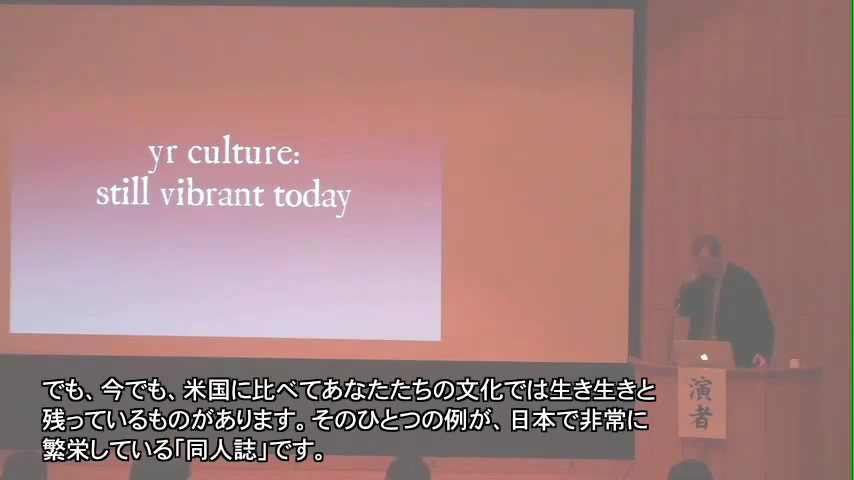 yr culture:
still vibrant today
演者
でも、今でも、米国に比べてあなたたちの文化では生き生きと
残っているものがあります。そのひとつの例が、日本で非常に
繁栄している「同人誌」です。